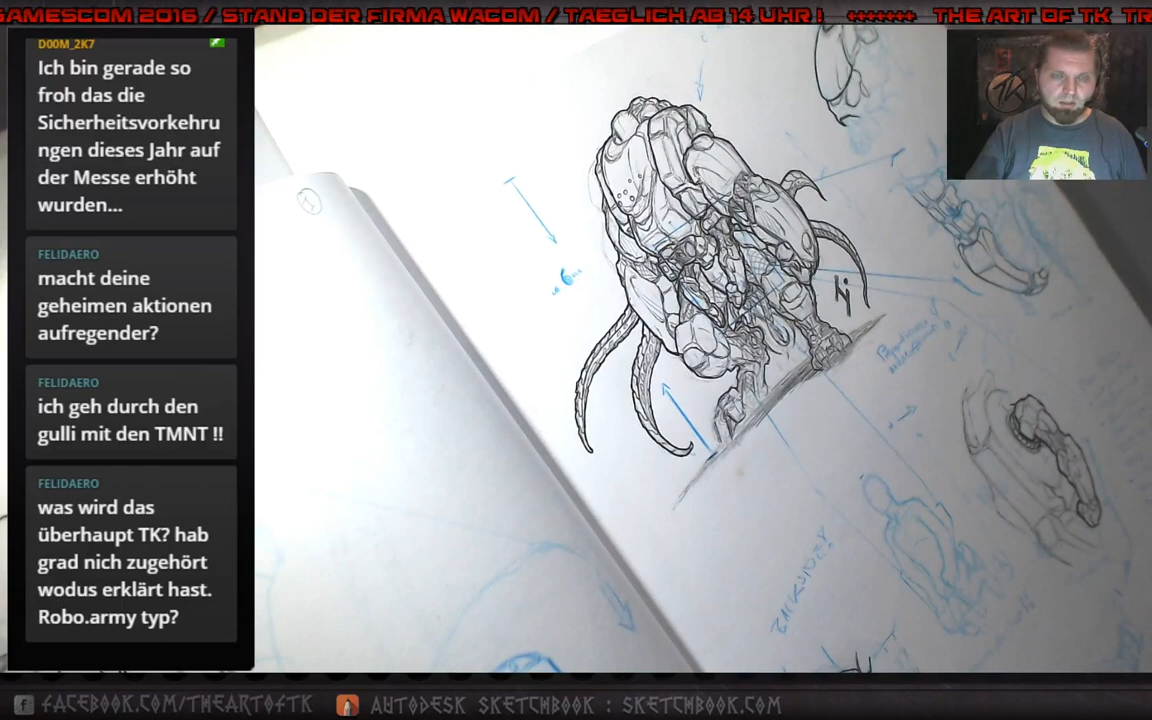 GAMESCOM 2016 / STAND DER FIRMA WACOM / TAEGLICH AB 14 UHR ! +++++++ THE ART OF TK TR
D00M_2K7
Ich bin gerade so
froh das die
Sicherheitsvorkehru
ngen dieses Jahr auf
der Messe erhöht
wurden...
FELIDAERO
macht deine
geheimen aktionen
aufregender?
FELIDAERO
ich geh durch den
gulli mit den TMNT !!
FELIDAERO
was wird das
überhaupt TK? hab
grad nich zugehört
wodus erklärt hast.
Robo.army typ?
TK
BACKSIDE?!
FACEBOOK.COM/THEARTOFTK
AUTODESK SKETCHBOOK : SKETCHBOOK.COM